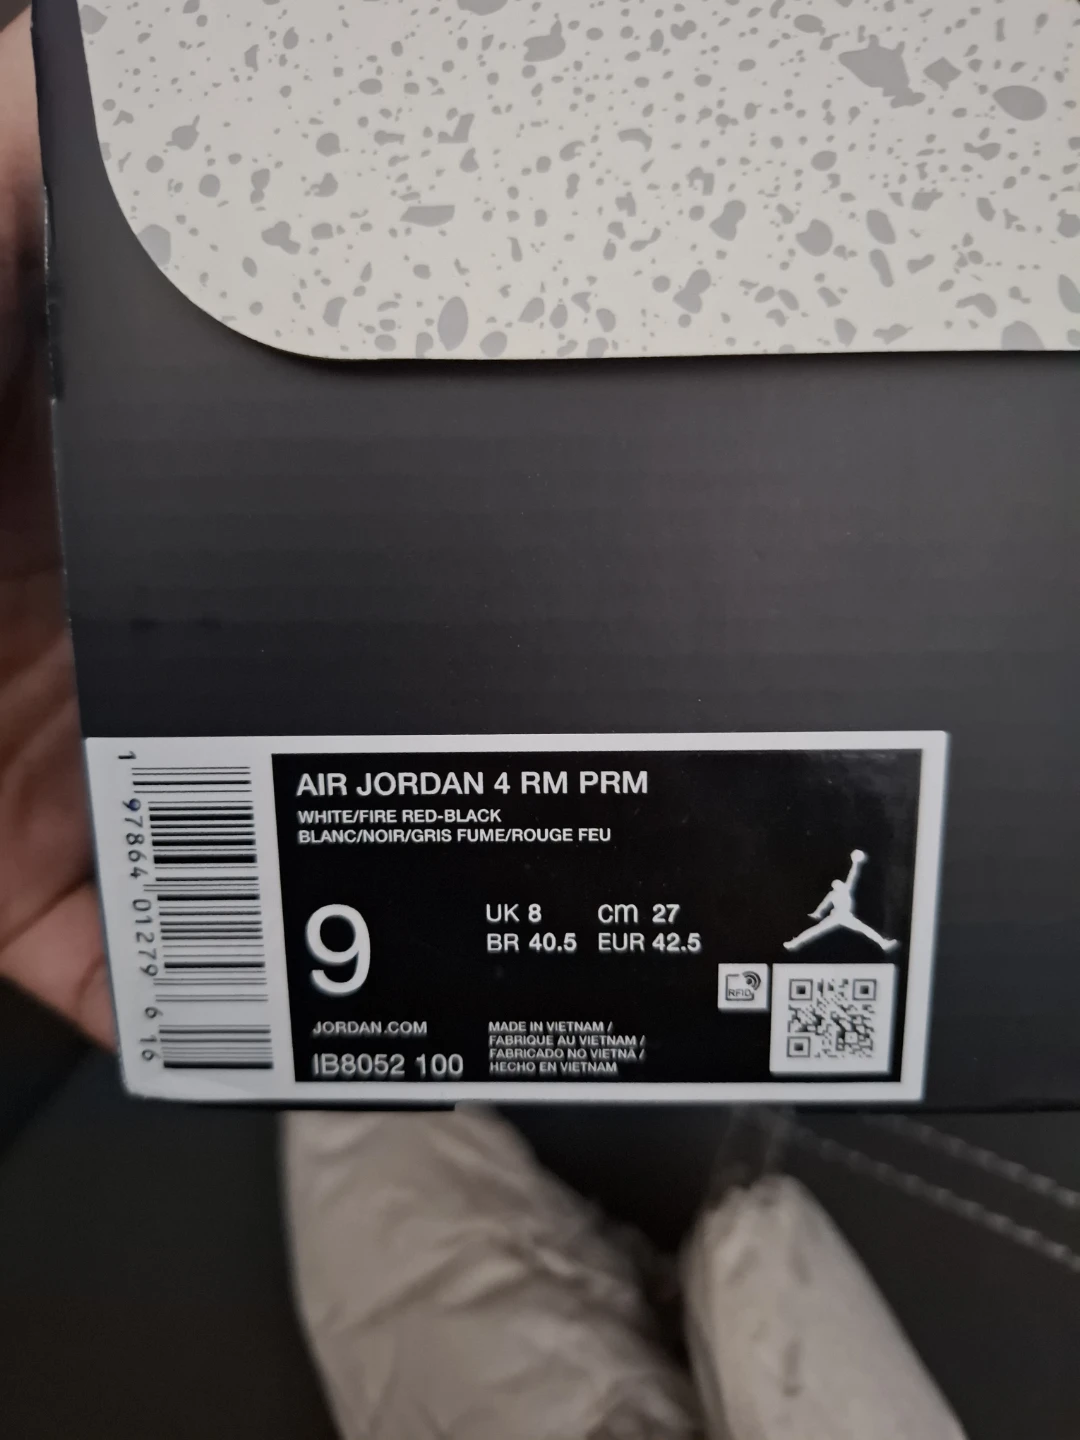 AIR JORDAN 4 RM PRM
WHITE/FIRE RED-BLACK
BLANC/NOIR/GRIS FUME/ROUGE FEU
9
UK 8 cm 27
BR 40.5 EUR 42.5
RFID
JORDAN.COM
IB8052 100
MADE IN VIETNAM /
FABRIQUE AU VIETNAM /
FABRICADO NO VIETNÃ /
HECHO EN VIETNAM
1 97864 01279 6 16